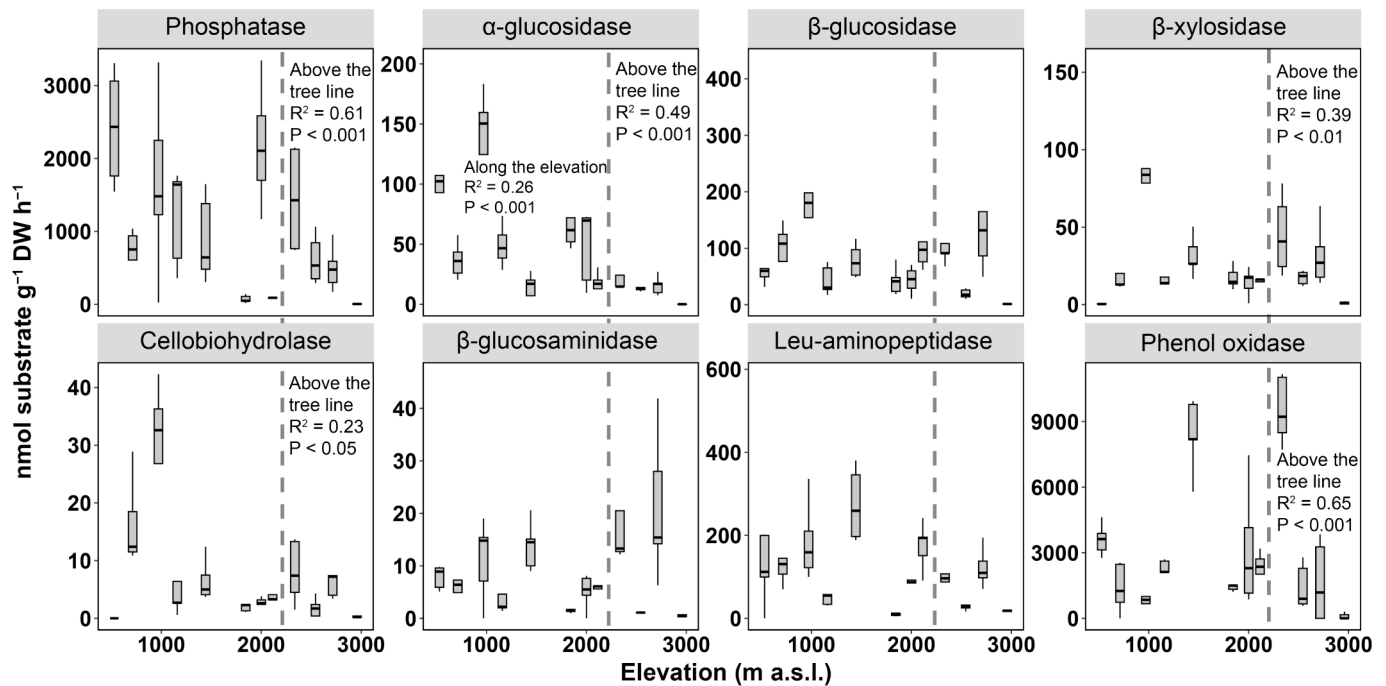 Phosphatase
α-glucosidase
β-glucosidase
β-xylosidase
3000
2000
1000
0
Above the
tree line
R² = 0.61
P < 0.001
200
150
100
50
0
Along the elevation
R² = 0.26
P < 0.001
Above the
tree line
R² = 0.49
P < 0.001
400
300
200
100
0
150
100
50
0
Above the
tree line
R² = 0.39
P < 0.01
nmol substrate g⁻¹ DW h⁻¹
Cellobiohydrolase
β-glucosaminidase
Leu-aminopeptidase
Phenol oxidase
40
30
20
10
0
Above the
tree line
R² = 0.23
P < 0.05
40
30
20
10
0
600
400
200
0
9000
6000
3000
0
Above the
tree line
R² = 0.65
P < 0.001
1000 2000 3000
1000 2000 3000
1000 2000 3000
1000 2000 3000
Elevation (m a.s.l.)